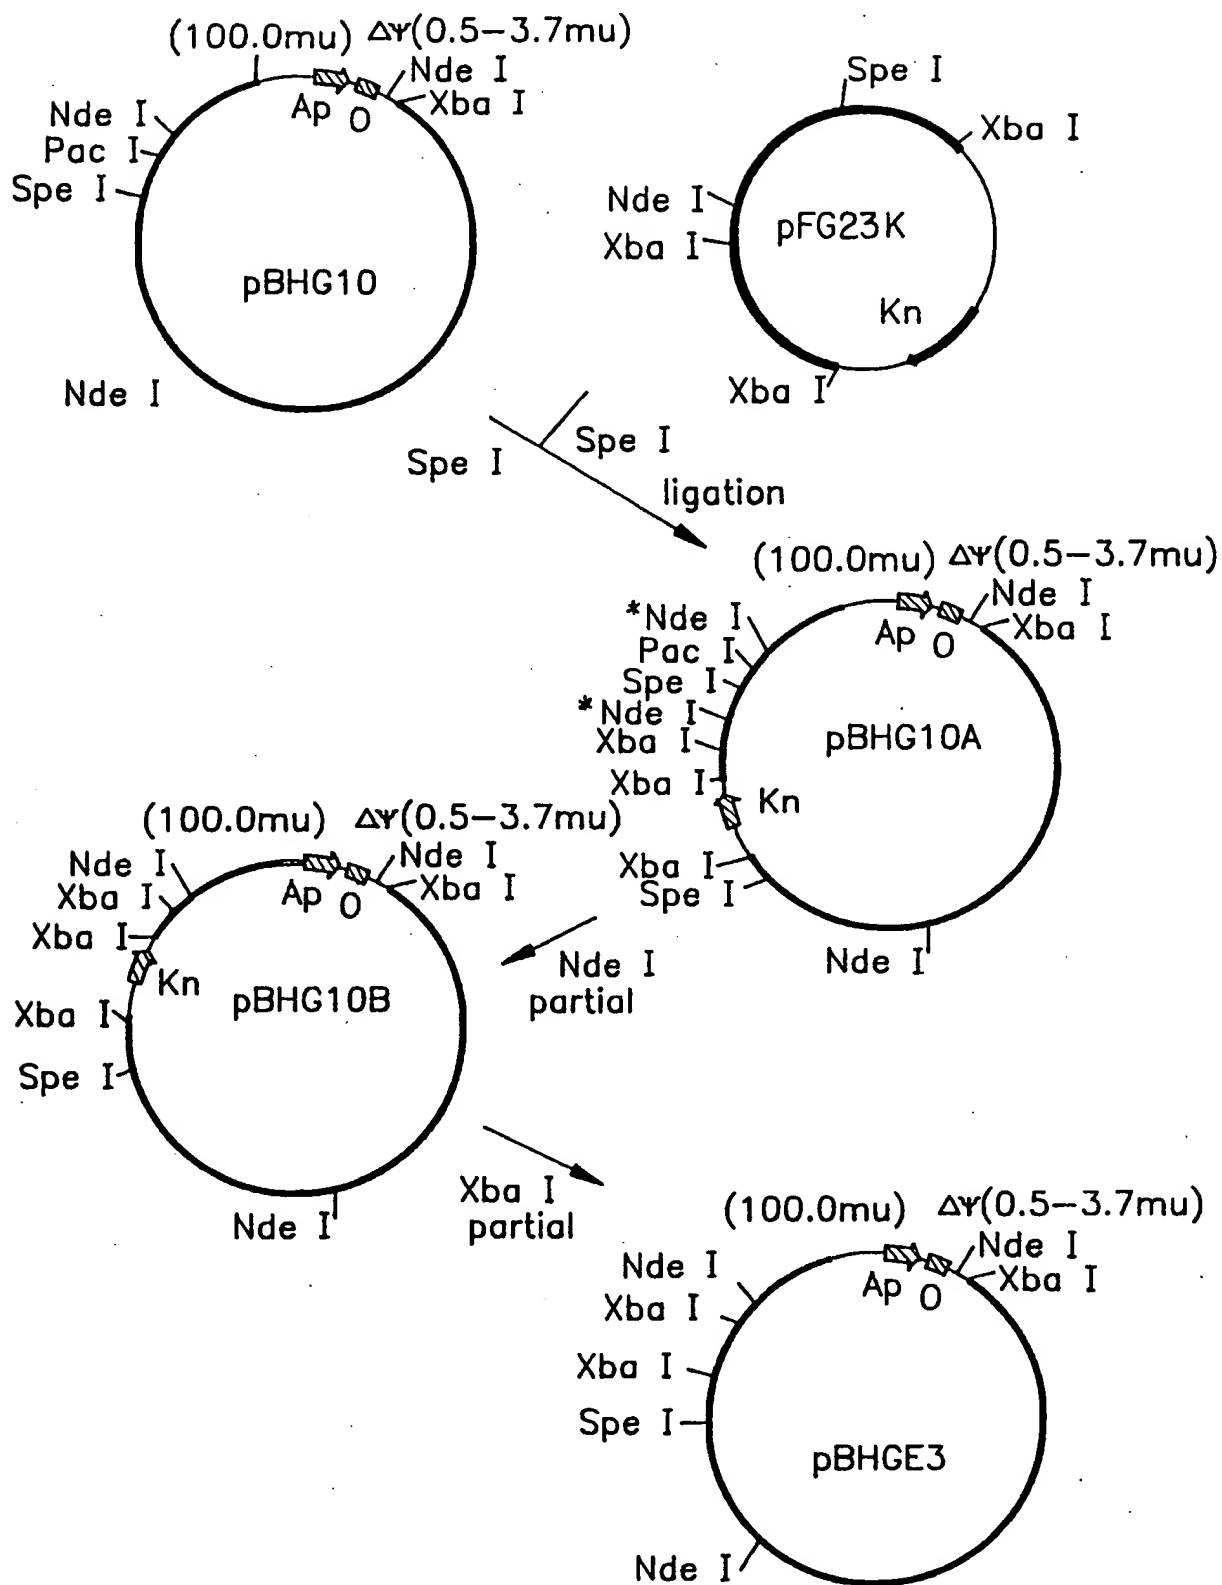 (100.0mu) ΔΨ(0.5-3.7mu)
Nde I
Xba I
Ap O
Nde I
Pac I
Spe I
pBHG10
Nde I
Spe I
Xba I
Nde I
Xba I
pFG23K
Kn
Xba I
Spe I
Spe I
ligation
(100.0mu) ΔΨ(0.5-3.7mu)
Nde I
Xba I
Ap O
*Nde I
Pac I
Spe I
*Nde I
Xba I
Xba I
Kn
pBHG10A
Xba I
Spe I
Nde I
Nde I
partial
(100.0mu) ΔΨ(0.5-3.7mu)
Nde I
Xba I
Ap O
Nde I
Xba I
Xba I
Kn
pBHG10B
Xba I
Spe I
Nde I
Xba I
partial
(100.0mu) ΔΨ(0.5-3.7mu)
Nde I
Xba I
Ap O
Nde I
Xba I
Xba I
Spe I
pBHGE3
Nde I